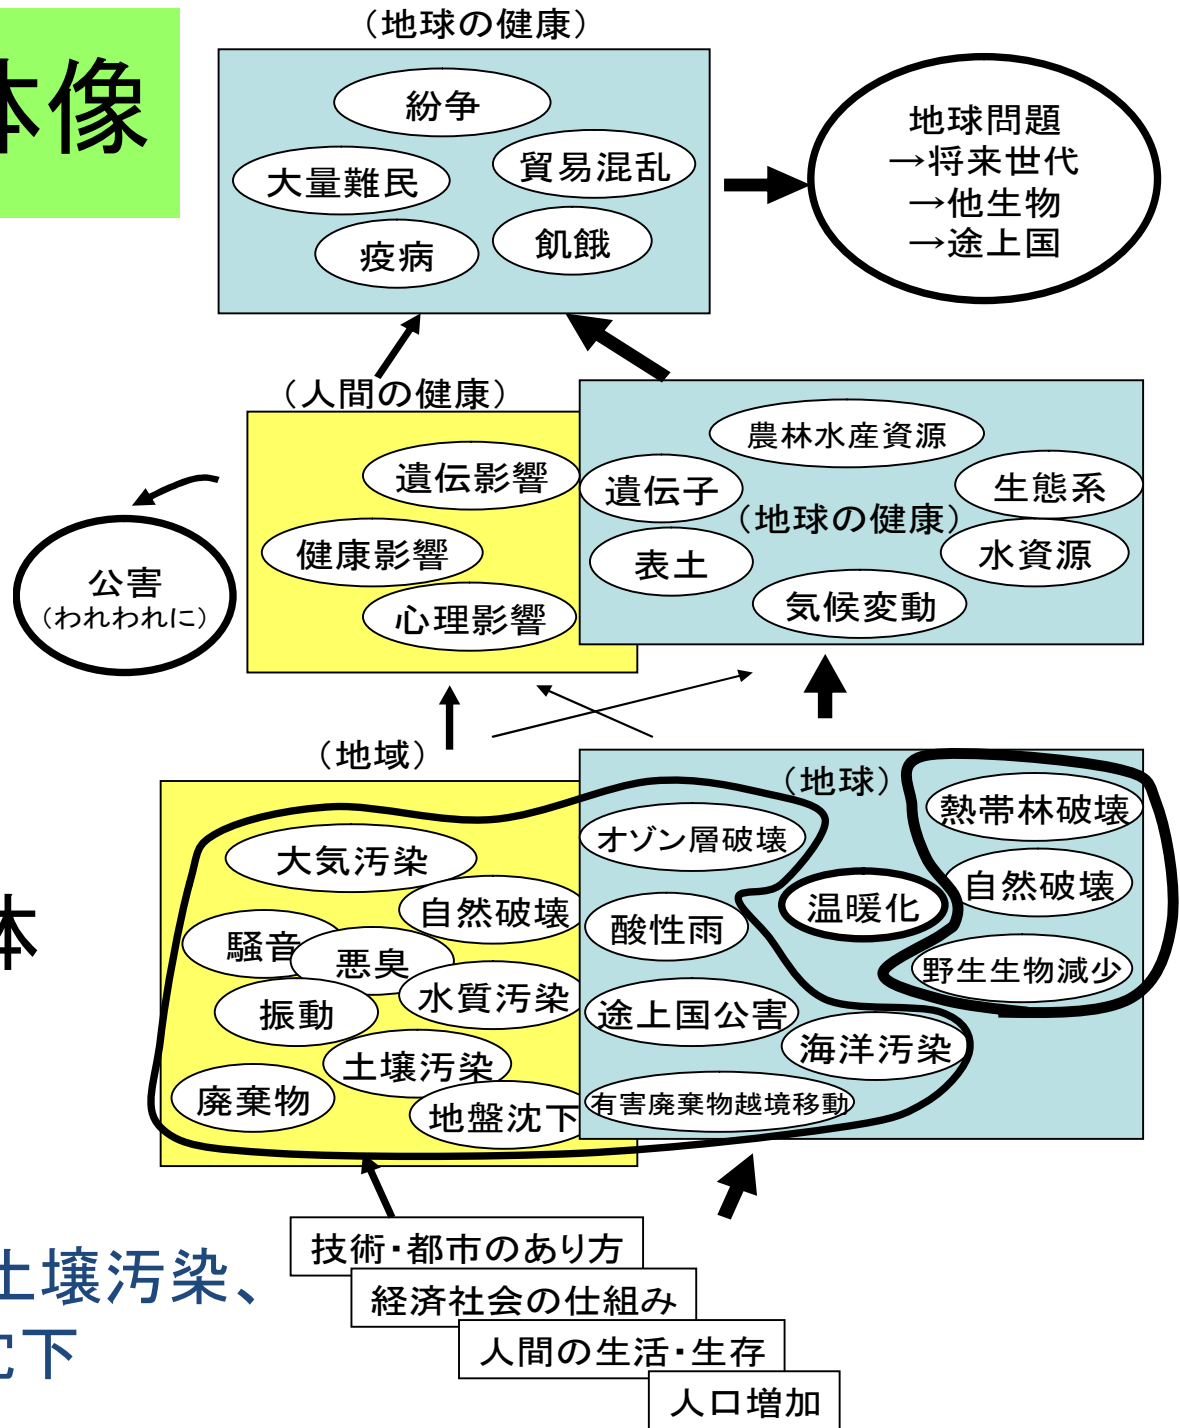 （地球の健康）
体像
紛争
大量難民
貿易混乱
疫病
飢餓
地球問題
→将来世代
→他生物
→途上国
（人間の健康）
遺伝影響
健康影響
心理影響
農林水産資源
遺伝子
生態系
（地球の健康）
表土
水資源
気候変動
公害
（われわれに）
（地域）
（地球）
大気汚染
自然破壊
騒音
悪臭
振動
水質汚染
土壌汚染
廃棄物
地盤沈下
オゾン層破壊
熱帯林破壊
温暖化
自然破壊
酸性雨
野生生物減少
途上国公害
海洋汚染
有害廃棄物越境移動
体
技術・都市のあり方
経済社会の仕組み
人間の生活・生存
人口増加
土壌汚染、
沈下